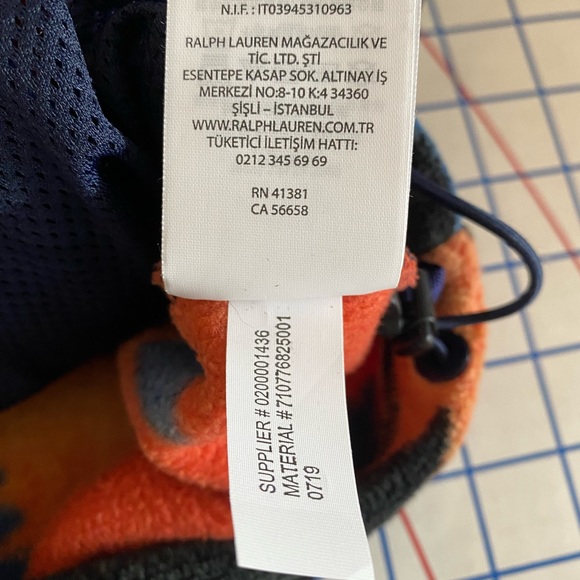 N.I.F. : IT03945310963
RALPH LAUREN MAĞAZACILIK VE
TİC. LTD. ŞTİ
ESENTEPE KASAP SOK. ALTINAY İŞ
MERKEZİ NO:8-10 K:4 34360
ŞİŞLİ – İSTANBUL
WWW.RALPHLAUREN.COM.TR
TÜKETİCİ İLETİŞİM HATTI:
0212 345 69 69
RN 41381
CA 56658
SUPPLIER # 0200001436
MATERIAL # 710776825001
0719